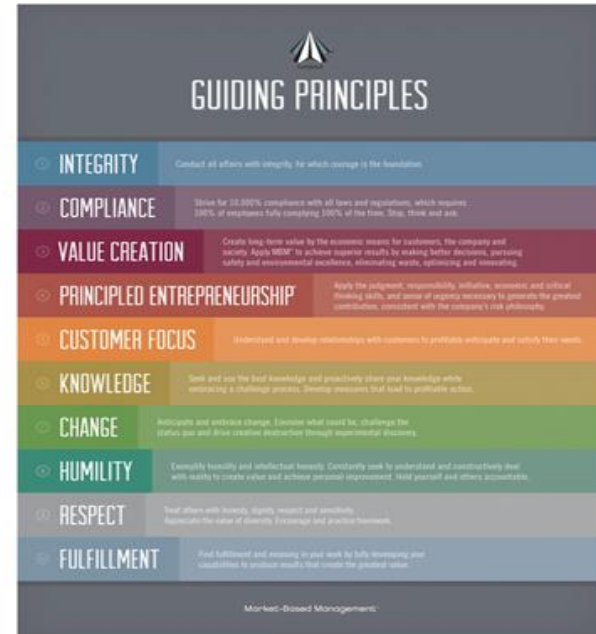 GUIDING PRINCIPLES
INTEGRITY
Conduct all affairs with integrity, for which courage is the foundation.
COMPLIANCE
Strive for 10,000% compliance with all laws and regulations, which requires
100% of employees fully complying 100% of the time. Stop, think and ask.
VALUE CREATION
Create long-term value by the economic means for customers, the company and
society. Apply MBM® to achieve superior results by making better decisions, pursuing
safety and environmental excellence, eliminating waste, optimizing and innovating.
PRINCIPLED ENTREPRENEURSHIP®
Apply the judgment, responsibility, initiative, economic and critical
thinking skills, and sense of urgency necessary to generate the greatest
contribution, consistent with the company's risk philosophy.
CUSTOMER FOCUS
Understand and develop relationships with customers to profitably anticipate and satisfy their needs.
KNOWLEDGE
Seek and use the best knowledge and proactively share your knowledge while
embracing a challenge process. Develop measures that lead to profitable action.
CHANGE
Anticipate and embrace change. Envision what could be, challenge the
status quo and drive creative destruction through experimental discovery.
HUMILITY
Exemplify humility and intellectual honesty. Constantly seek to understand and constructively deal
with reality to create value and achieve personal improvement. Hold yourself and others accountable.
RESPECT
Treat others with honesty, dignity, respect and sensitivity.
Appreciate the value of diversity. Encourage and practice teamwork.
FULFILLMENT
Find fulfillment and meaning in your work by fully developing your
capabilities to produce results that create the greatest value.
Market-Based Management®